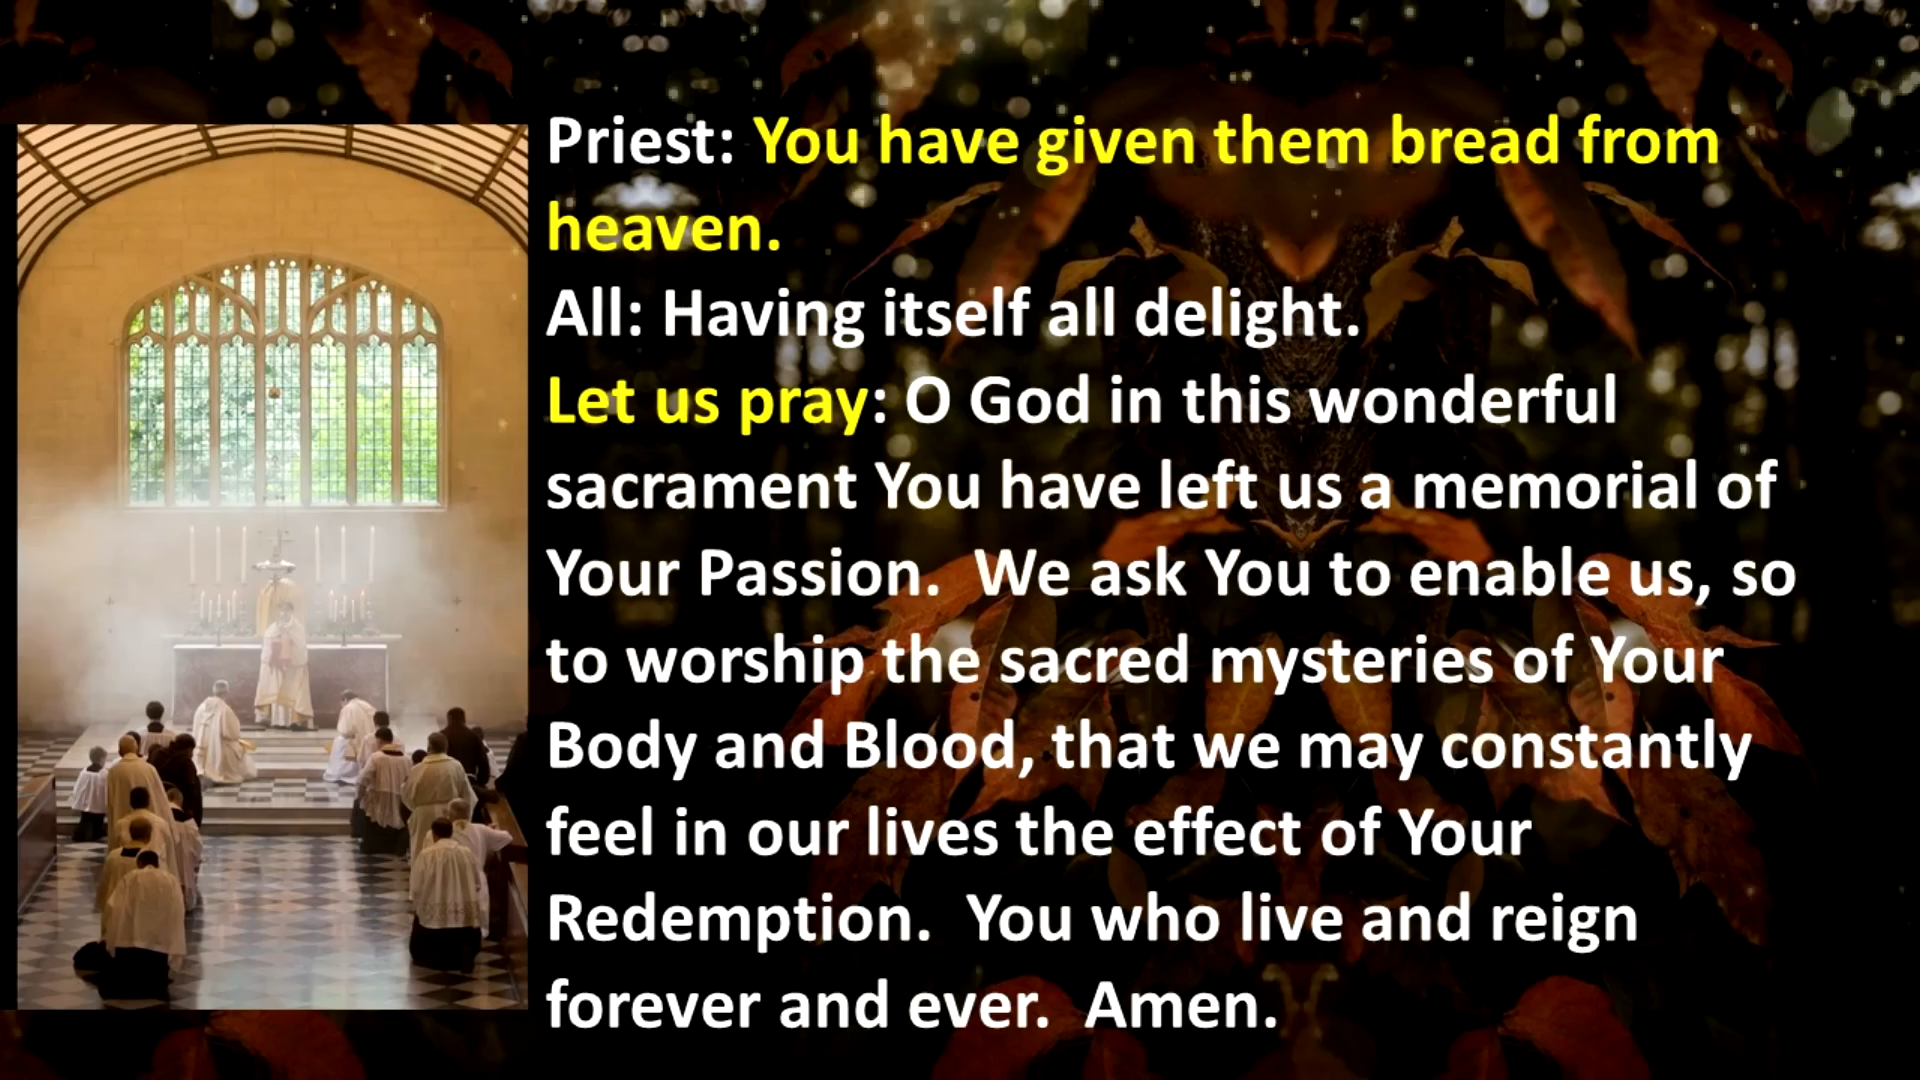 Priest: You have given them bread from
heaven.
All: Having itself all delight.
Let us pray: O God in this wonderful
sacrament You have left us a memorial of
Your Passion.  We ask You to enable us, so
to worship the sacred mysteries of Your
Body and Blood, that we may constantly
feel in our lives the effect of Your
Redemption.  You who live and reign
forever and ever.  Amen.